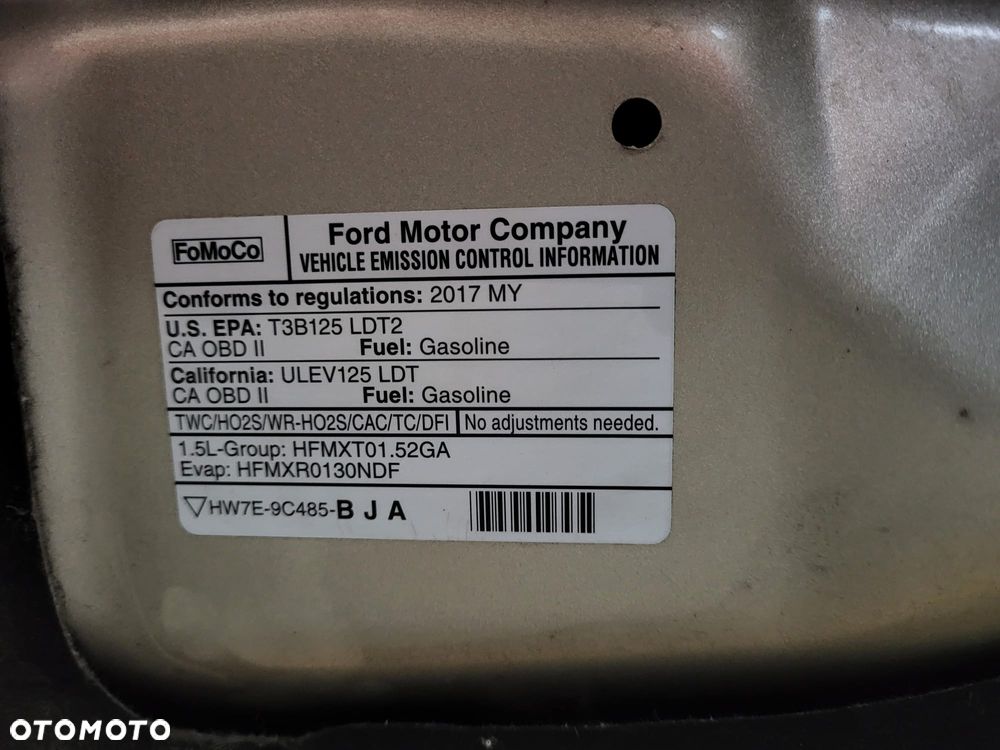 FoMoCo
Ford Motor Company
VEHICLE EMISSION CONTROL INFORMATION
Conforms to regulations: 2017 MY
U.S. EPA: T3B125 LDT2
CA OBD II Fuel: Gasoline
California: ULEV125 LDT
CA OBD II Fuel: Gasoline
TWC/HO2S/WR-HO2S/CAC/TC/DFI No adjustments needed.
1.5L-Group: HFMXT01.52GA
Evap: HFMXR0130NDF
HW7E-9C485-B J A
OTOMOTO